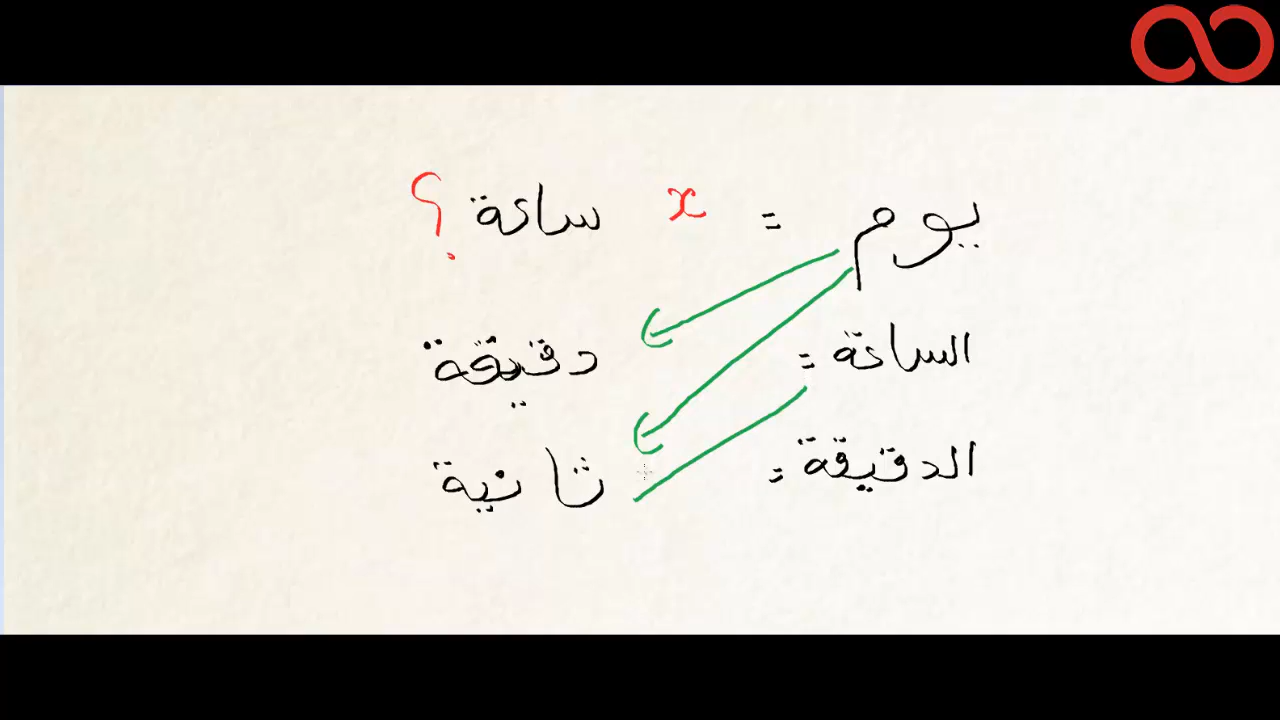 يوم = x ساعة ؟
الساعة = دقيقة
الدقيقة = ثانية